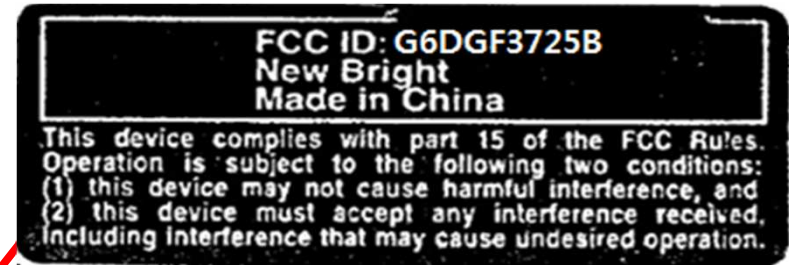 FCC ID: G6DGF3725B
New Bright
Made in China
This device complies with part 15 of the FCC Rules.
Operation is subject to the following two conditions:
(1) this device may not cause harmful interference, and
(2) this device must accept any interference received,
including interference that may cause undesired operation.